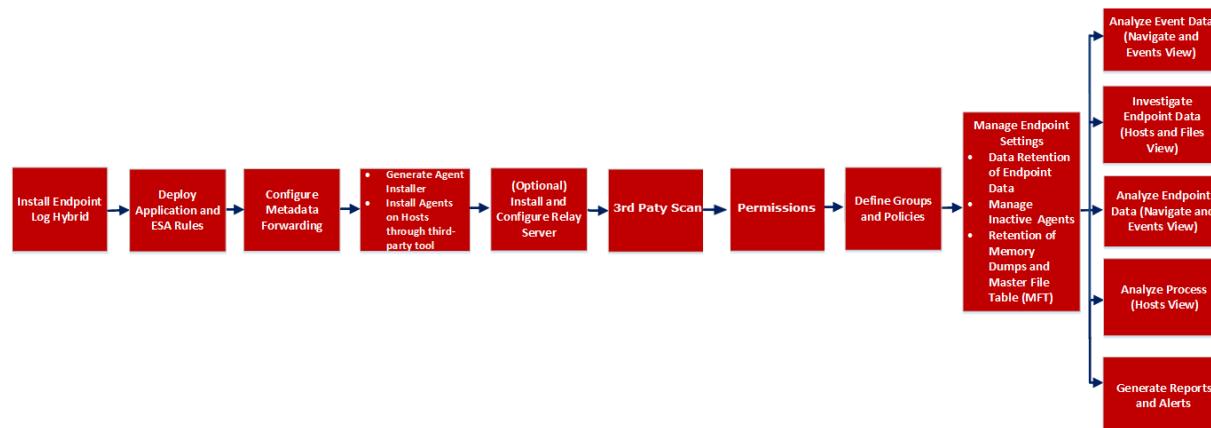 Install Endpoint
Log Hybrid
Deploy
Application and
ESA Rules
Configure
Metadata
Forwarding
• Generate Agent
Installer
• Install Agents
on Hosts
through third-
party tool
(Optional)
Install and
Configure Relay
Server
3rd Paty Scan
Permissions
Define Groups
and Policies
Manage Endpoint
Settings
• Data Retention
of Endpoint
Data
• Manage
Inactive Agents
• Retention of
Memory
Dumps and
Master File
Table (MFT)
Analyze Event Data
(Navigate and
Events View)
Investigate
Endpoint Data
(Hosts and Files
View)
Analyze Endpoint
Data (Navigate and
Events View)
Analyze Process
(Hosts View)
Generate Reports
and Alerts